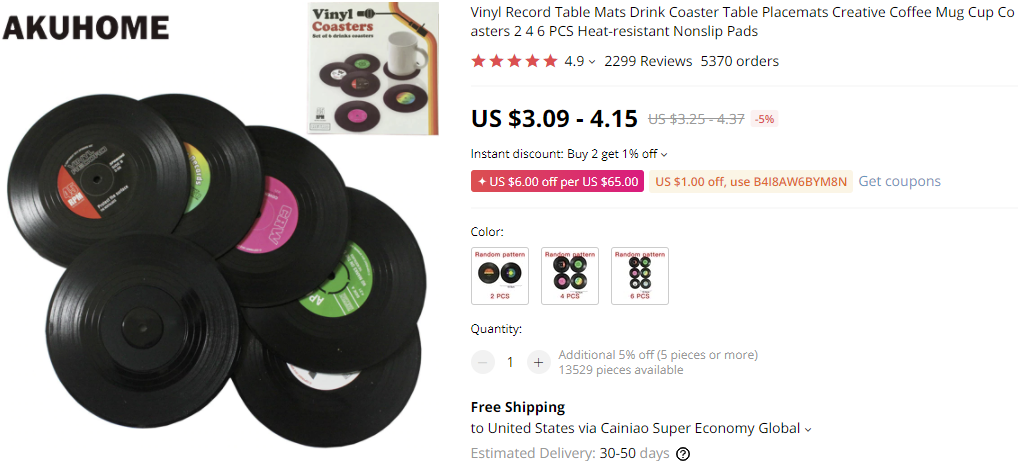 AKUHOME
Vinyl
Coasters
Set of 6 drinks coasters
RPM
EMW
AP
Vinyl Record Table Mats Drink Coaster Table Placemats Creative Coffee Mug Cup Co
asters 2 4 6 PCS Heat-resistant Nonslip Pads
4.9 2299 Reviews 5370 orders
US $3.09 - 4.15 US $3.25 - 4.37 -5%
Instant discount: Buy 2 get 1% off
US $6.00 off per US $65.00 US $1.00 off, use B4I8AW6BYM8N Get coupons
Color:
Random pattern
2 PCS
Random pattern
4 PCS
Random pattern
6 PCS
Quantity:
− 1 +
Additional 5% off (5 pieces or more)
13529 pieces available
Free Shipping
to United States via Cainiao Super Economy Global
Estimated Delivery: 30-50 days ?